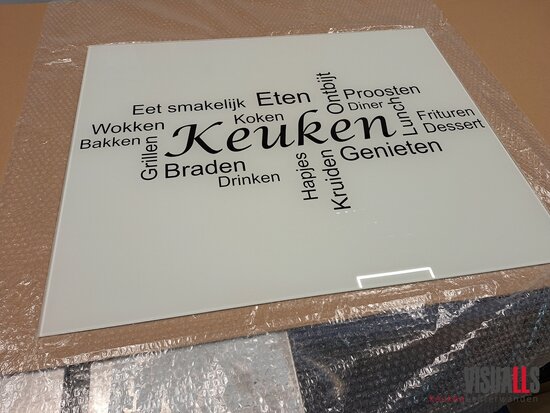 Eet smakelijk
Eten
Ontbijt
Proosten
Wokken
Koken
Diner
Lunch
Frituren
Bakken
Grillen
Keuken
Dessert
Braden
Hapjes
Kruiden
Genieten
Drinken
VISUALLS
keukenachterwanden